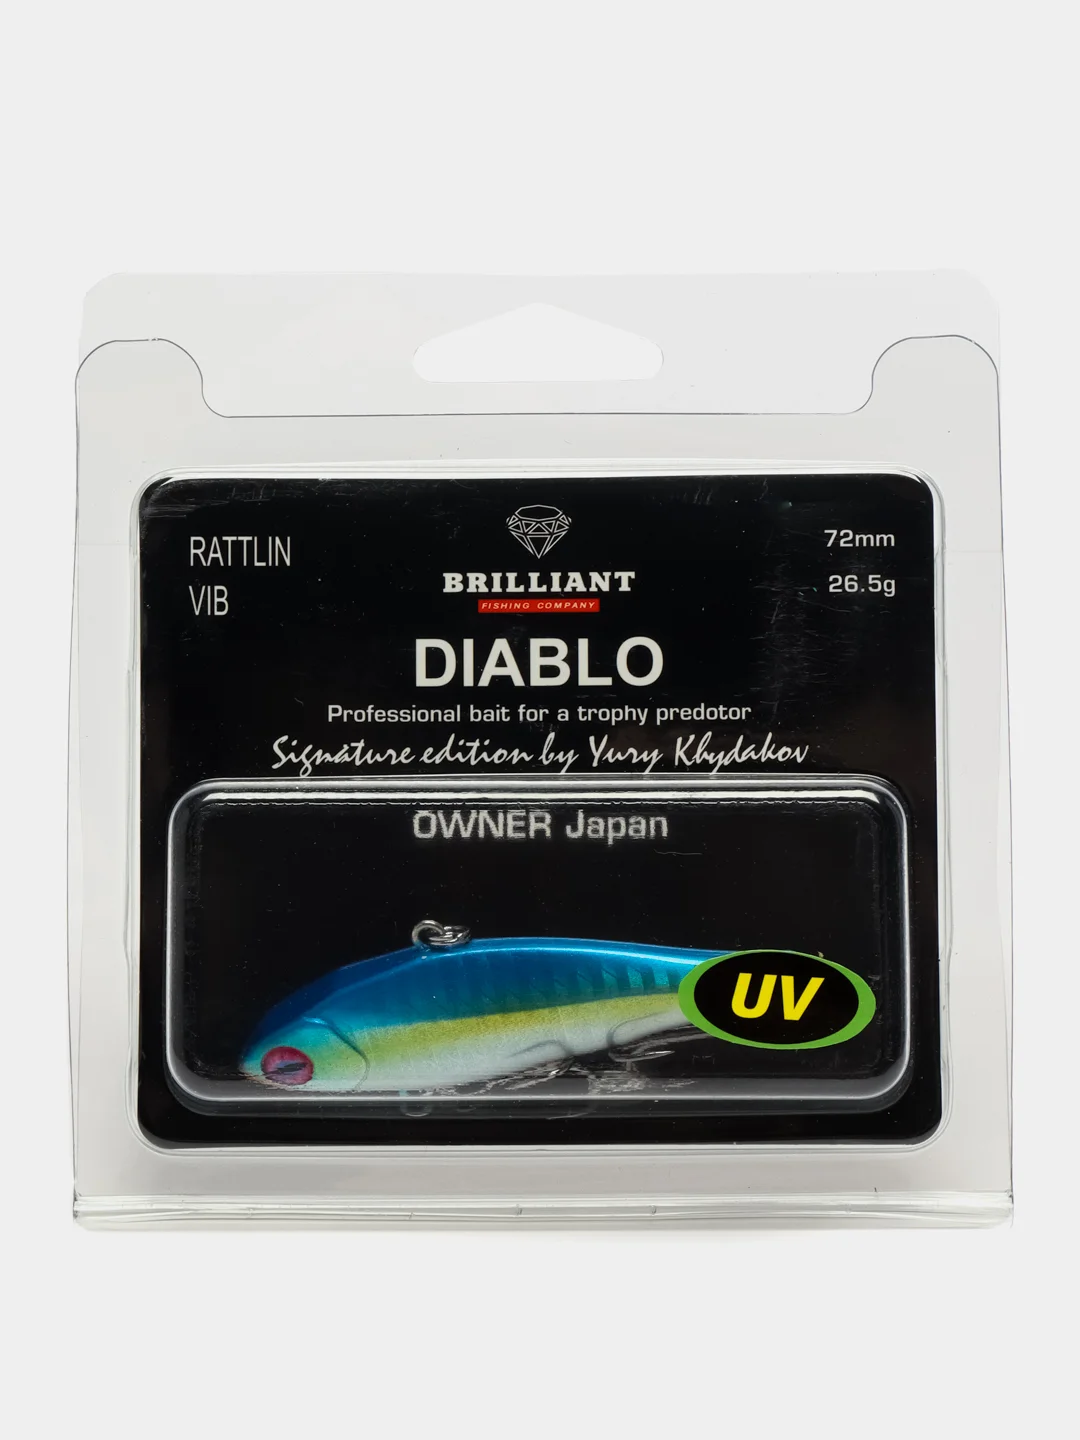 RATTLIN
VIB
BRILLIANT
FISHING COMPANY
72mm
26.5g
DIABLO
Professional bait for a trophy predotor
Signature edition by Yury Khydakov
OWNER Japan
UV